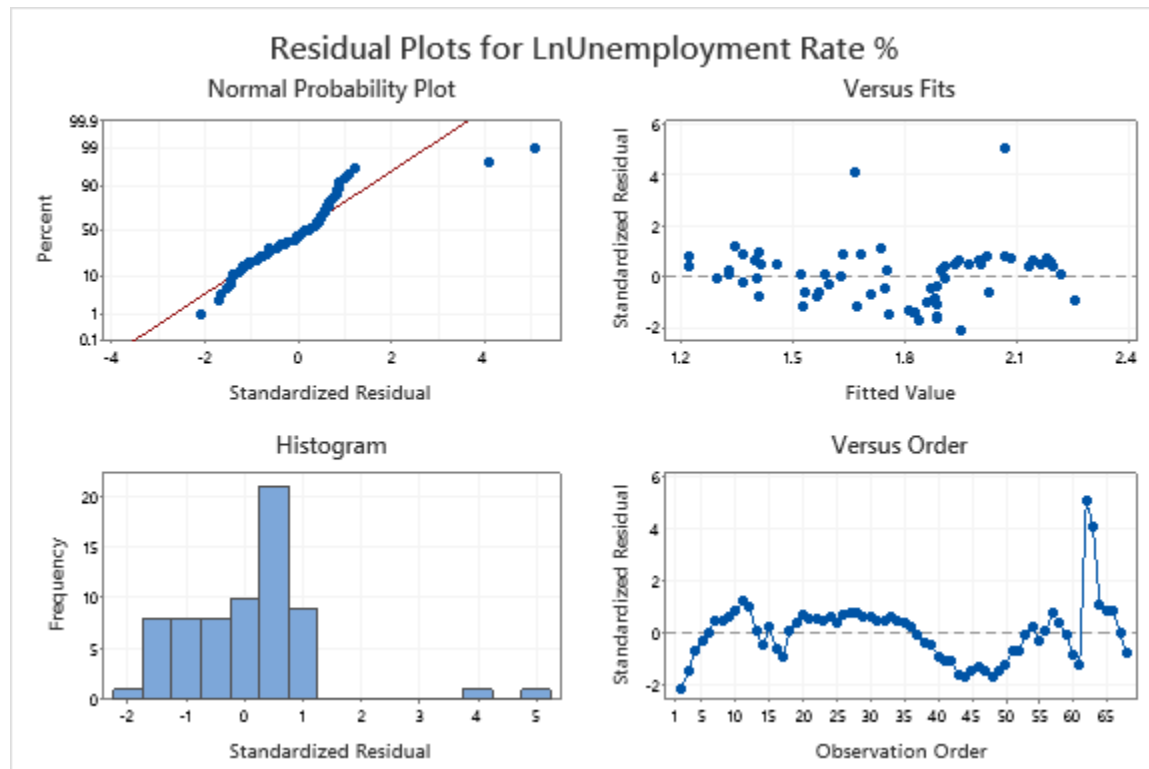 Residual Plots for LnUnemployment Rate %
Normal Probability Plot
99.9
99
90
50
10
1
0.1
Percent
-4 -2 0 2 4
Standardized Residual
Versus Fits
6
4
2
0
-2
Standardized Residual
1.2 1.5 1.8 2.1 2.4
Fitted Value
Histogram
20
15
10
5
0
Frequency
-2 -1 0 1 2 3 4 5
Standardized Residual
Versus Order
6
4
2
0
-2
Standardized Residual
1 5 10 15 20 25 30 35 40 45 50 55 60 65
Observation Order